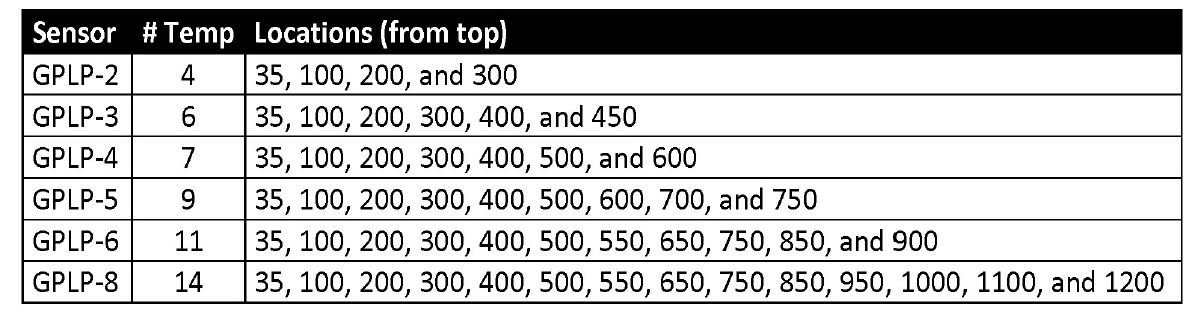 Sensor # Temp Locations (from top)
GPLP-2 4 35, 100, 200, and 300
GPLP-3 6 35, 100, 200, 300, 400, and 450
GPLP-4 7 35, 100, 200, 300, 400, 500, and 600
GPLP-5 9 35, 100, 200, 300, 400, 500, 600, 700, and 750
GPLP-6 11 35, 100, 200, 300, 400, 500, 550, 650, 750, 850, and 900
GPLP-8 14 35, 100, 200, 300, 400, 500, 550, 650, 750, 850, 950, 1000, 1100, and 1200